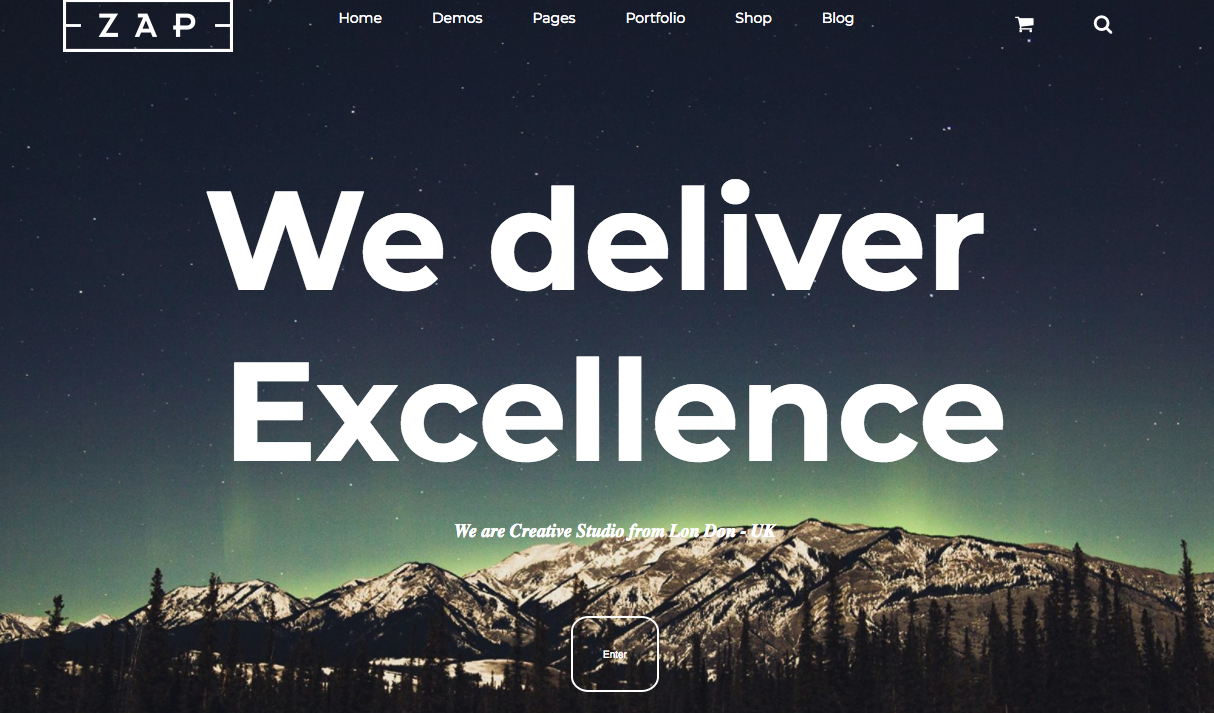 ZAP
Home Demos Pages Portfolio Shop Blog
We deliver
Excellence
We are Creative Studio from Lon Don - UK
Enter